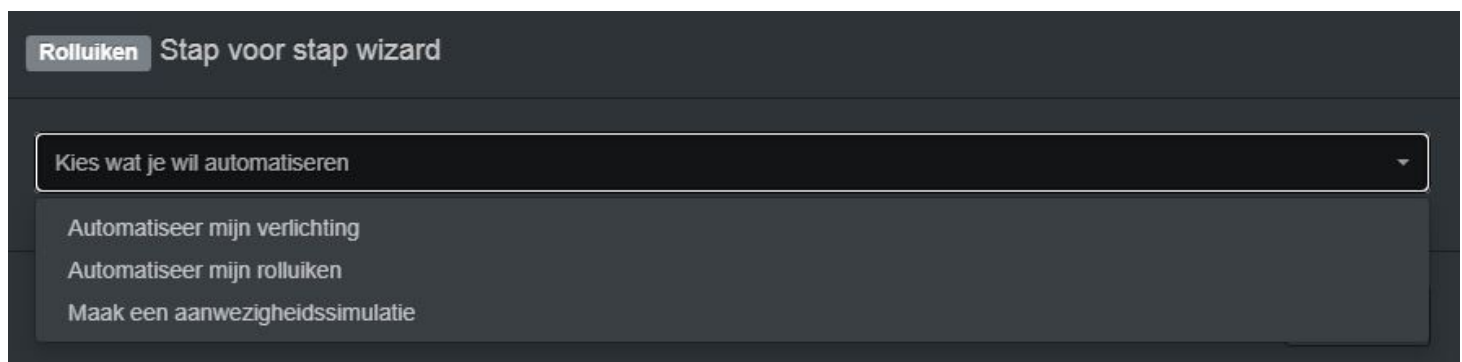 Rolluiken Stap voor stap wizard
Kies wat je wil automatiseren
Automatiseer mijn verlichting
Automatiseer mijn rolluiken
Maak een aanwezigheidssimulatie